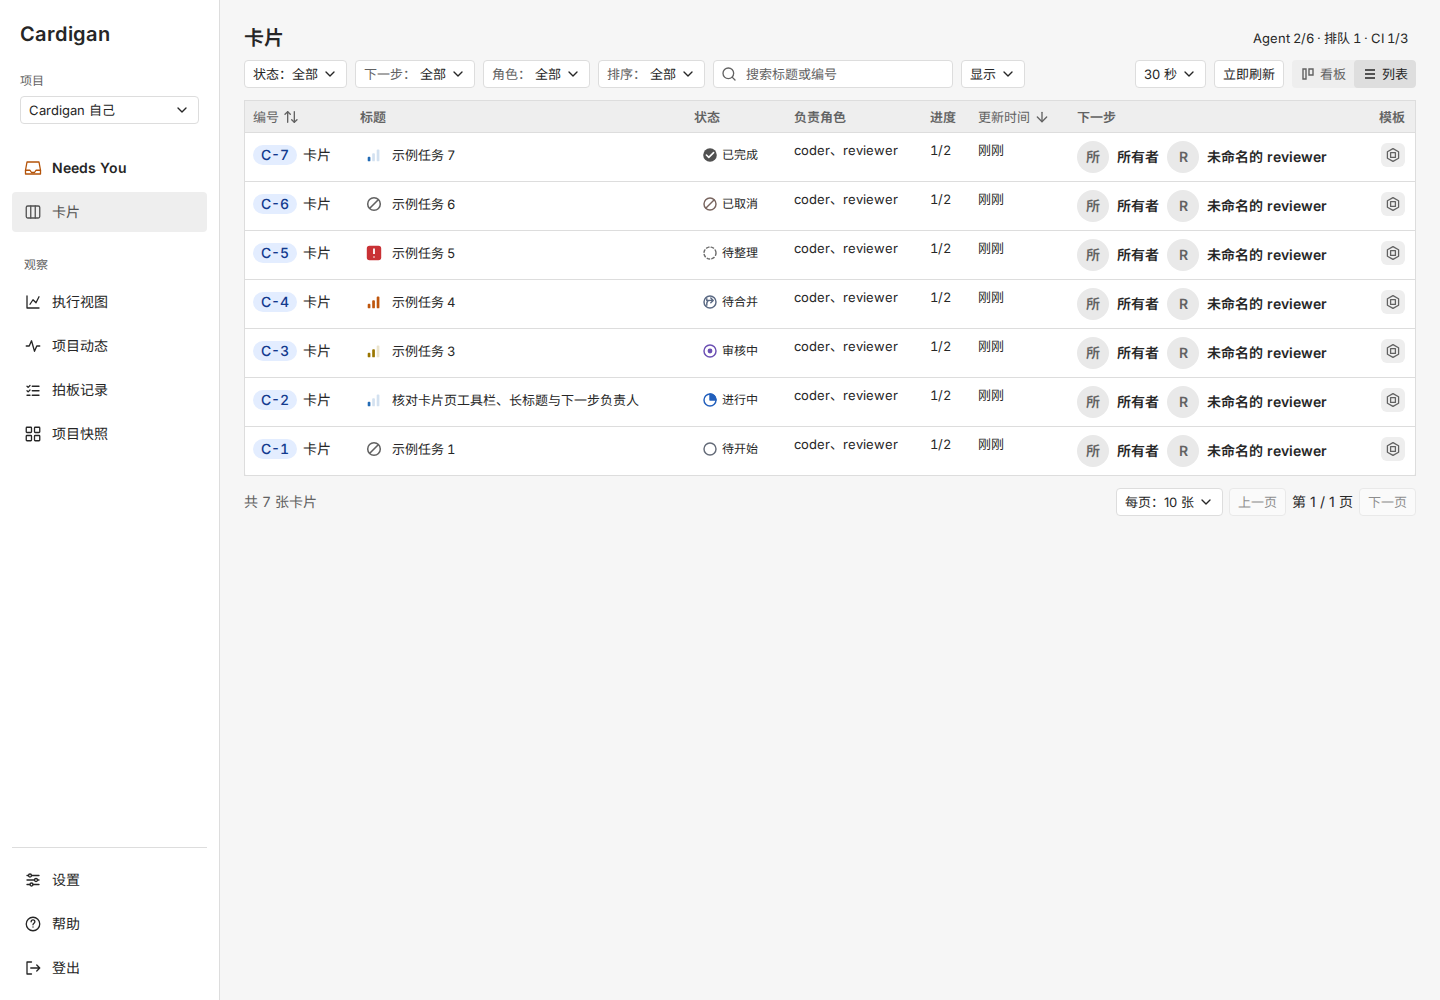 Cardigan
项目
Cardigan 自己
Needs You
卡片
观察
执行视图
项目动态
拍板记录
项目快照
设置
帮助
登出
卡片
Agent 2/6 · 排队 1 · CI 1/3
状态：全部 下一步： 全部 角色： 全部 排序： 全部 搜索标题或编号 显示 30 秒 立即刷新 看板 列表
编号 标题 状态 负责角色 进度 更新时间 下一步 模板
C-7 卡片 示例任务 7 已完成 coder、reviewer 1/2 刚刚 所 所有者 R 未命名的 reviewer
C-6 卡片 示例任务 6 已取消 coder、reviewer 1/2 刚刚 所 所有者 R 未命名的 reviewer
C-5 卡片 示例任务 5 待整理 coder、reviewer 1/2 刚刚 所 所有者 R 未命名的 reviewer
C-4 卡片 示例任务 4 待合并 coder、reviewer 1/2 刚刚 所 所有者 R 未命名的 reviewer
C-3 卡片 示例任务 3 审核中 coder、reviewer 1/2 刚刚 所 所有者 R 未命名的 reviewer
C-2 卡片 核对卡片页工具栏、长标题与下一步负责人 进行中 coder、reviewer 1/2 刚刚 所 所有者 R 未命名的 reviewer
C-1 卡片 示例任务 1 待开始 coder、reviewer 1/2 刚刚 所 所有者 R 未命名的 reviewer
共 7 张卡片 每页：10 张 上一页 第 1 / 1 页 下一页